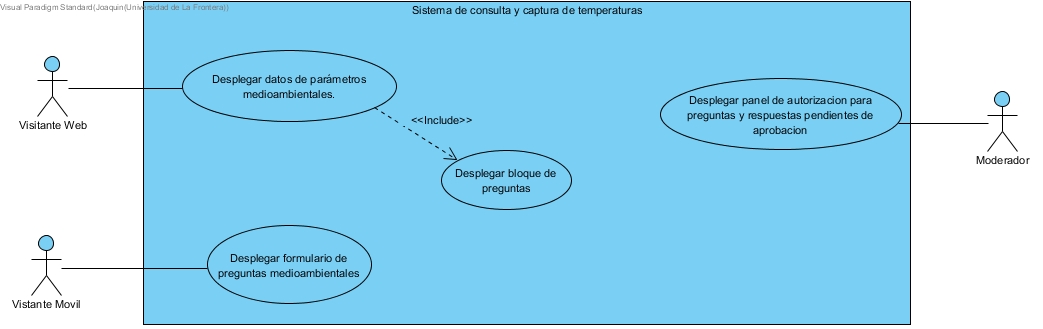 Visual Paradigm Standard(Joaquin(Universidad de La Frontera))
Sistema de consulta y captura de temperaturas
Desplegar datos de parámetros
medioambientales.
Visitante Web
<<Include>>
Desplegar panel de autorizacion para
preguntas y respuestas pendientes de
aprobacion
Moderador
Desplegar bloque de
preguntas
Desplegar formulario de
preguntas medioambientales
Vistante Movil